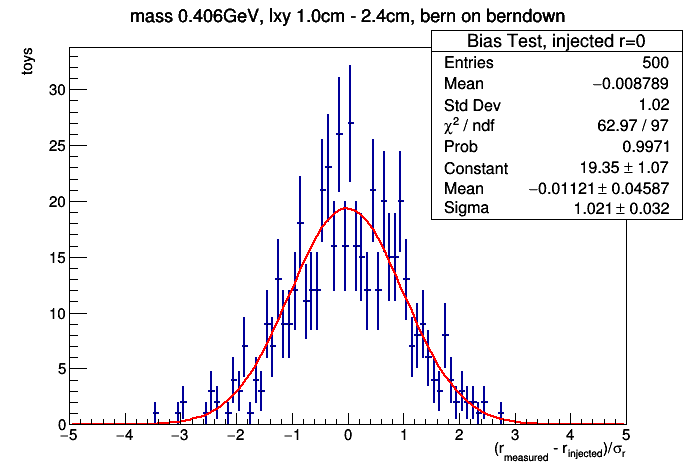 mass 0.406GeV, lxy 1.0cm - 2.4cm, bern on berndown
toys
Bias Test, injected r=0
Entries 500
Mean −0.008789
Std Dev 1.02
χ² / ndf 62.97 / 97
Prob 0.9971
Constant 19.35 ± 1.07
Mean −0.01121 ± 0.04587
Sigma 1.021 ± 0.032
30
25
20
15
10
5
0
−5 −4 −3 −2 −1 0 1 2 3 4 5
(r_measured - r_injected)/σ_r